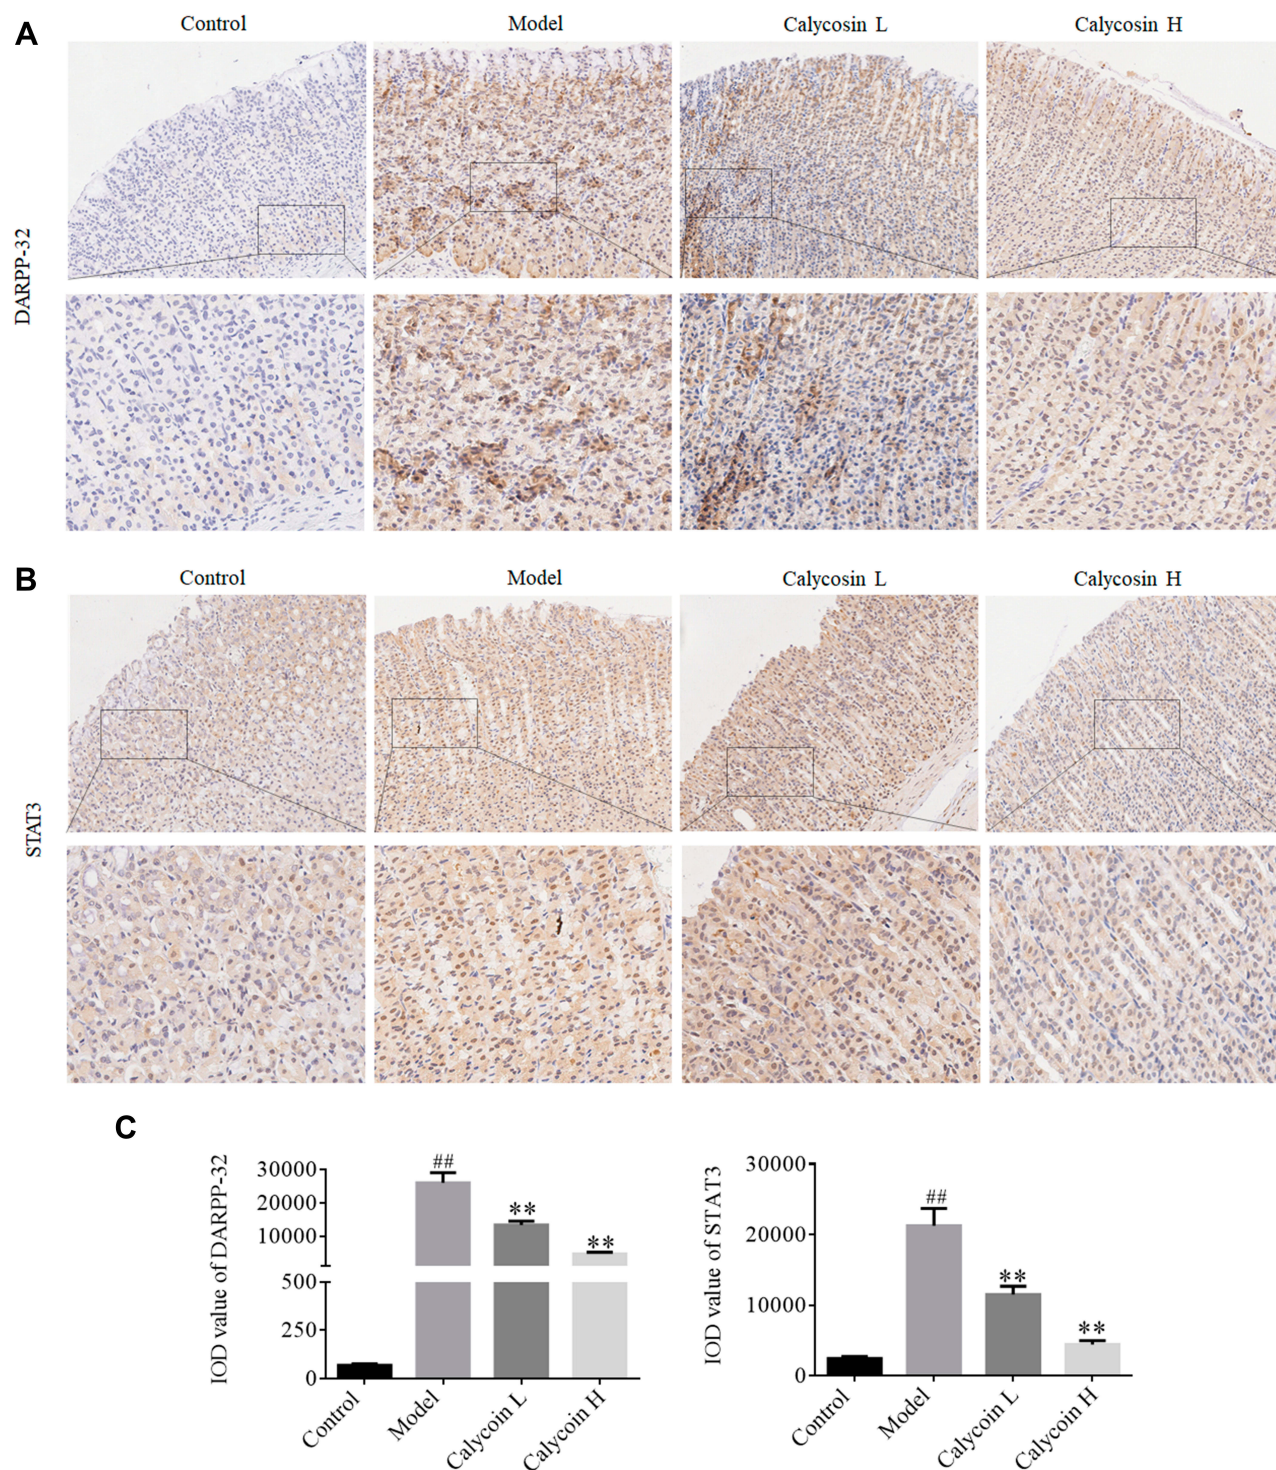 A
Control Model Calycosin L Calycosin H
DARPP-32
B
Control Model Calycosin L Calycosin H
STAT3
C
IOD value of DARPP-32
30000
20000
10000
500
250
0
##
**
**
Control
Model
Calycoin L
Calycoin H
IOD value of STAT3
30000
20000
10000
0
##
**
**
Control
Model
Calycosin L
Calycoin H